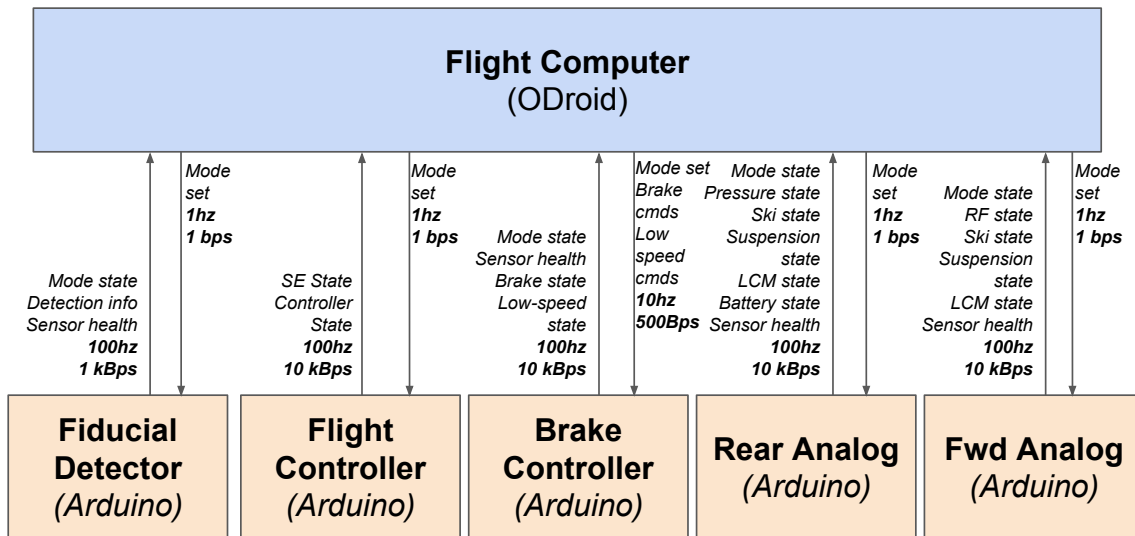 Flight Computer
(ODroid)
Mode state
Detection info
Sensor health
100hz
1 kBps
Mode
set
1hz
1 bps
SE State
Controller
State
100hz
10 kBps
Mode
set
1hz
1 bps
Mode state
Sensor health
Brake state
Low-speed
state
100hz
10 kBps
Mode set
Brake
cmds
Low
speed
cmds
10hz
500Bps
Mode state
Pressure state
Ski state
Suspension
state
LCM state
Battery state
Sensor health
100hz
10 kBps
Mode
set
1hz
1 bps
Mode state
RF state
Ski state
Suspension
state
LCM state
Sensor health
100hz
10 kBps
Mode
set
1hz
1 bps
Fiducial
Detector
(Arduino)
Flight
Controller
(Arduino)
Brake
Controller
(Arduino)
Rear Analog
(Arduino)
Fwd Analog
(Arduino)